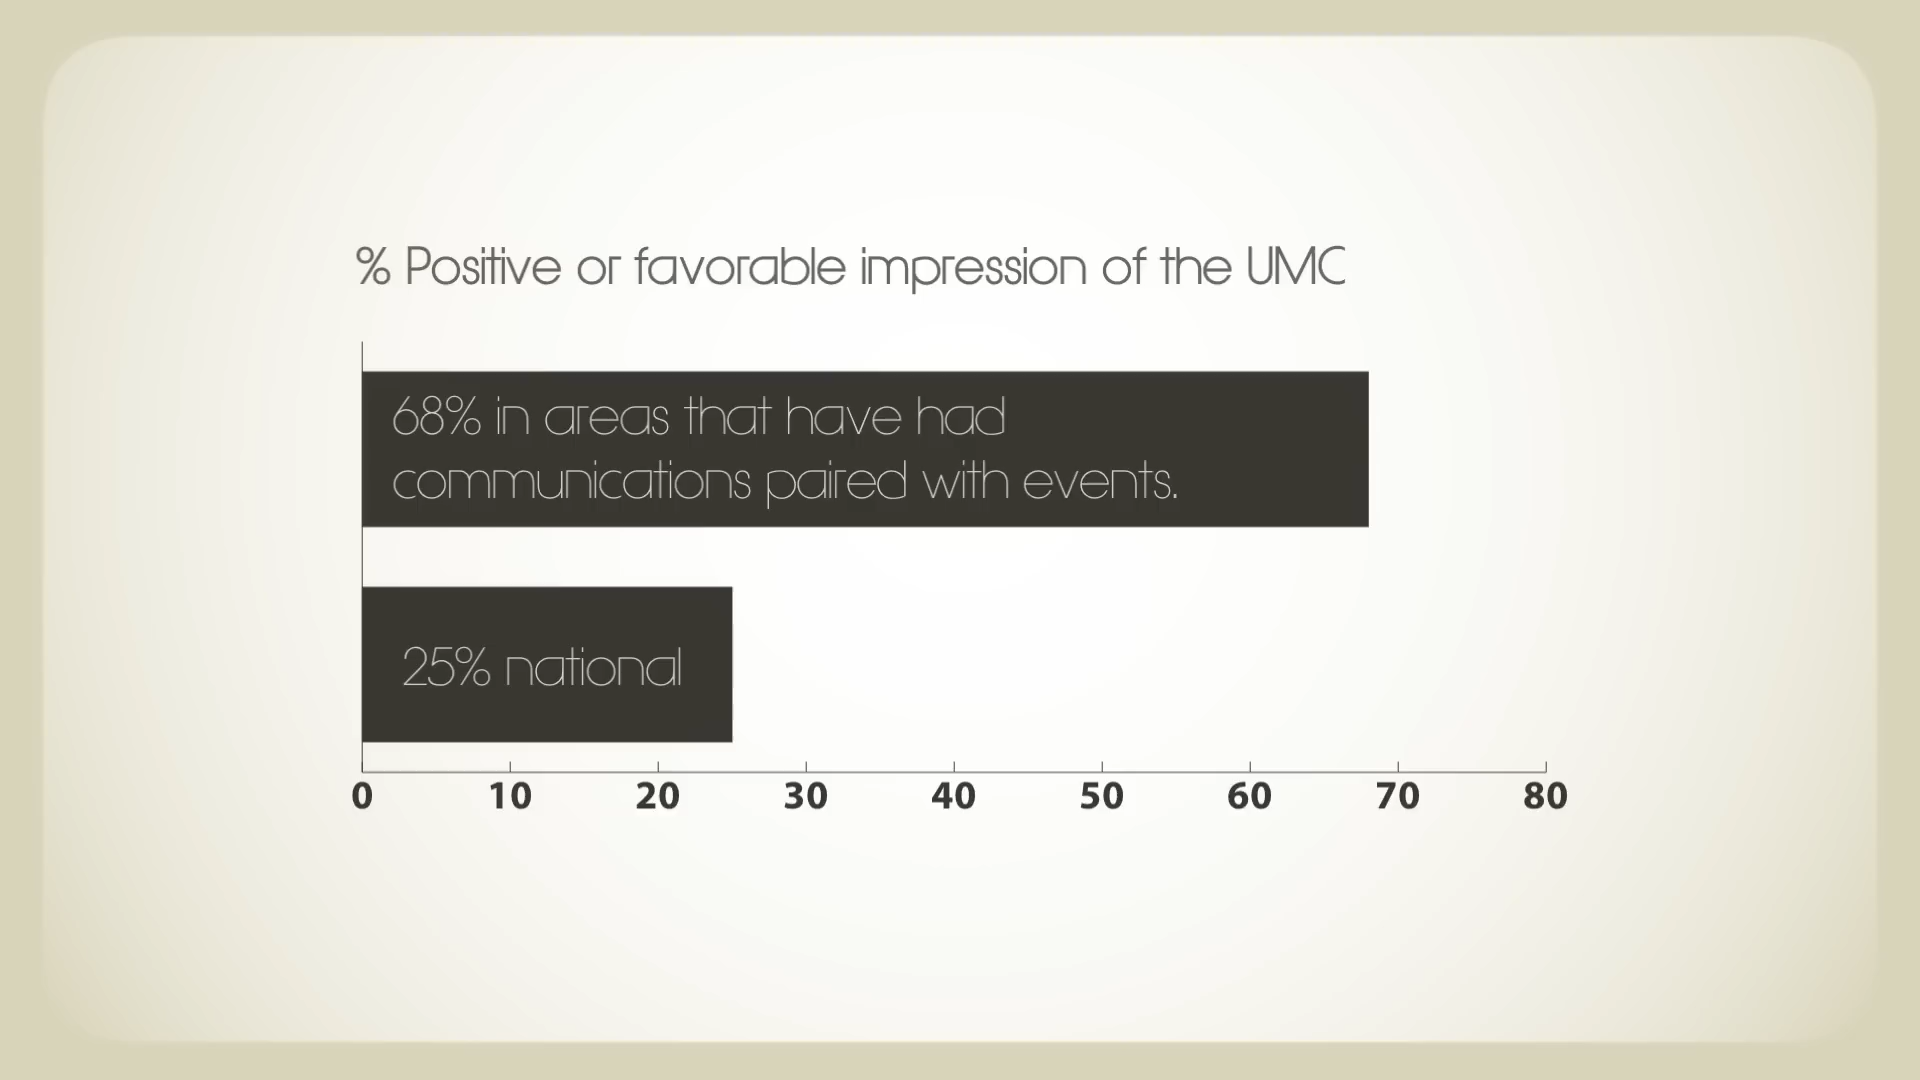 % Positive or favorable impression of the UMC
68% in areas that have had
communications paired with events.
25% national
0 10 20 30 40 50 60 70 80